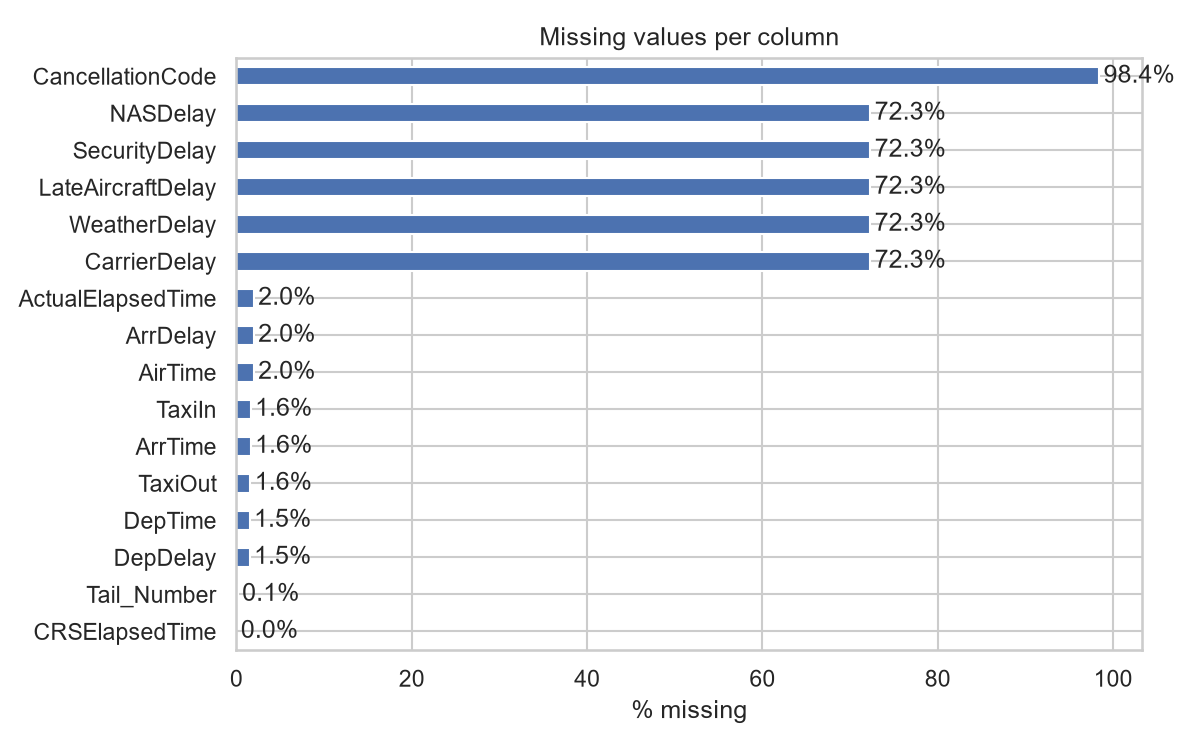 Missing values per column
CancellationCode 98.4%
NASDelay 72.3%
SecurityDelay 72.3%
LateAircraftDelay 72.3%
WeatherDelay 72.3%
CarrierDelay 72.3%
ActualElapsedTime 2.0%
ArrDelay 2.0%
AirTime 2.0%
TaxiIn 1.6%
ArrTime 1.6%
TaxiOut 1.6%
DepTime 1.5%
DepDelay 1.5%
Tail_Number 0.1%
CRSElapsedTime 0.0%
0 20 40 60 80 100
% missing